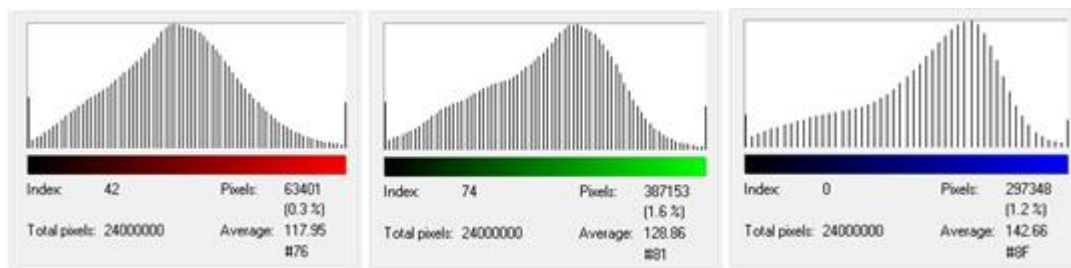 Index: 42 Pixels: 63401
(0.3 %)
Total pixels: 24000000 Average: 117.95
#76
Index: 74 Pixels: 387153
(1.6 %)
Total pixels: 24000000 Average: 128.86
#81
Index: 0 Pixels: 297348
(1.2 %)
Total pixels: 24000000 Average: 142.66
#8F